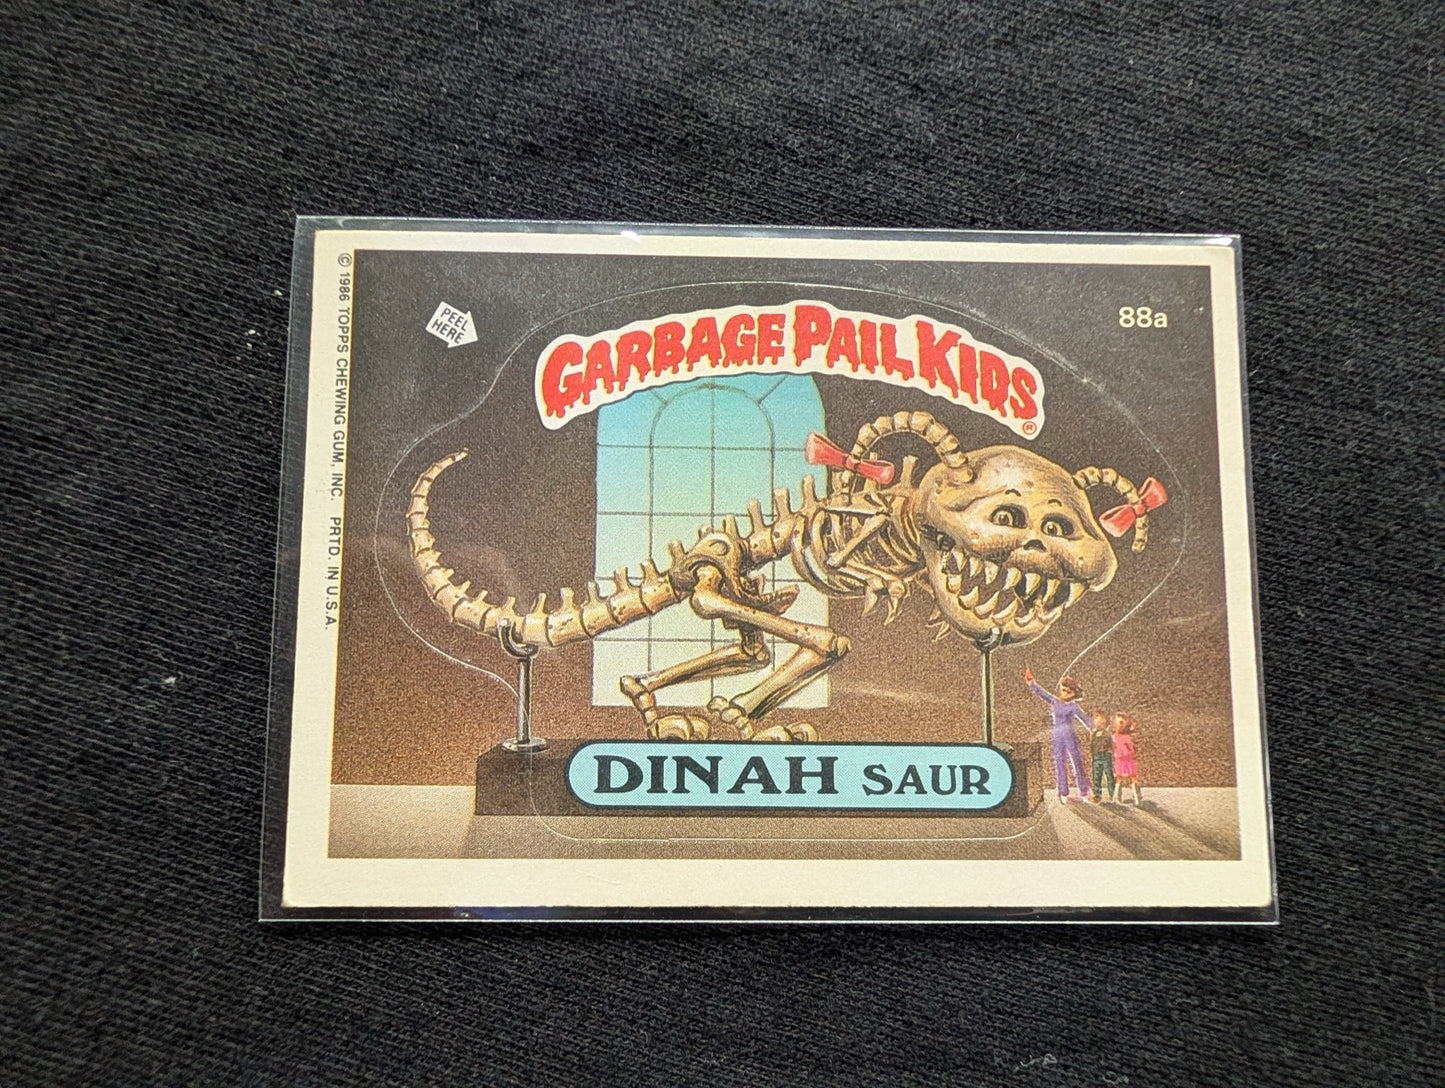 © 1986 TOPPS CHEWING GUM, INC. PRTD. IN U.S.A.
PEEL
HERE
GARBAGE PAIL KIDS
®
88a
DINAH SAUR